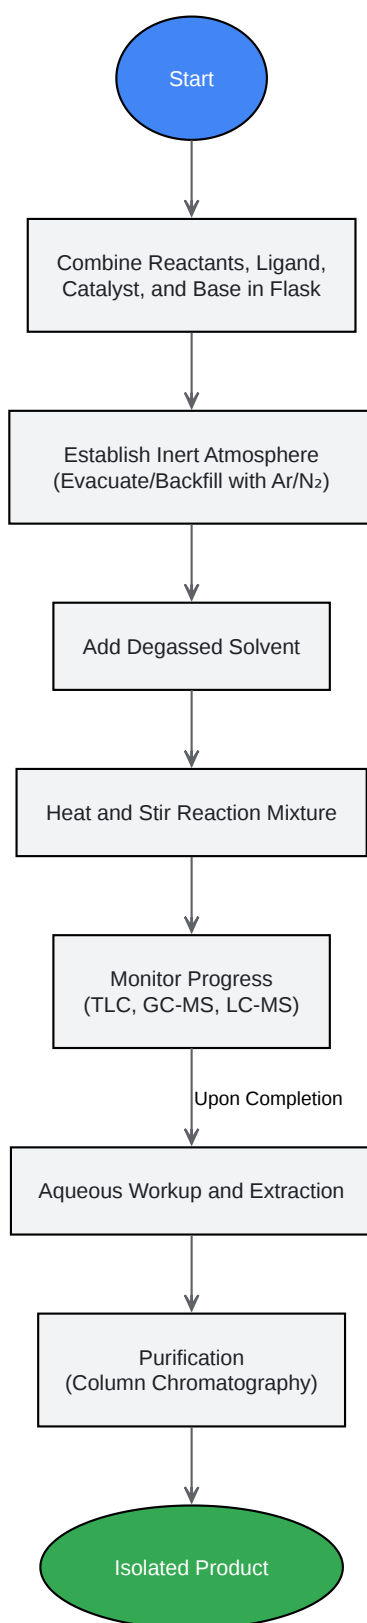 Start
Combine Reactants, Ligand,
Catalyst, and Base in Flask
Establish Inert Atmosphere
(Evacuate/Backfill with Ar/N₂)
Add Degassed Solvent
Heat and Stir Reaction Mixture
Monitor Progress
(TLC, GC-MS, LC-MS)
Upon Completion
Aqueous Workup and Extraction
Purification
(Column Chromatography)
Isolated Product